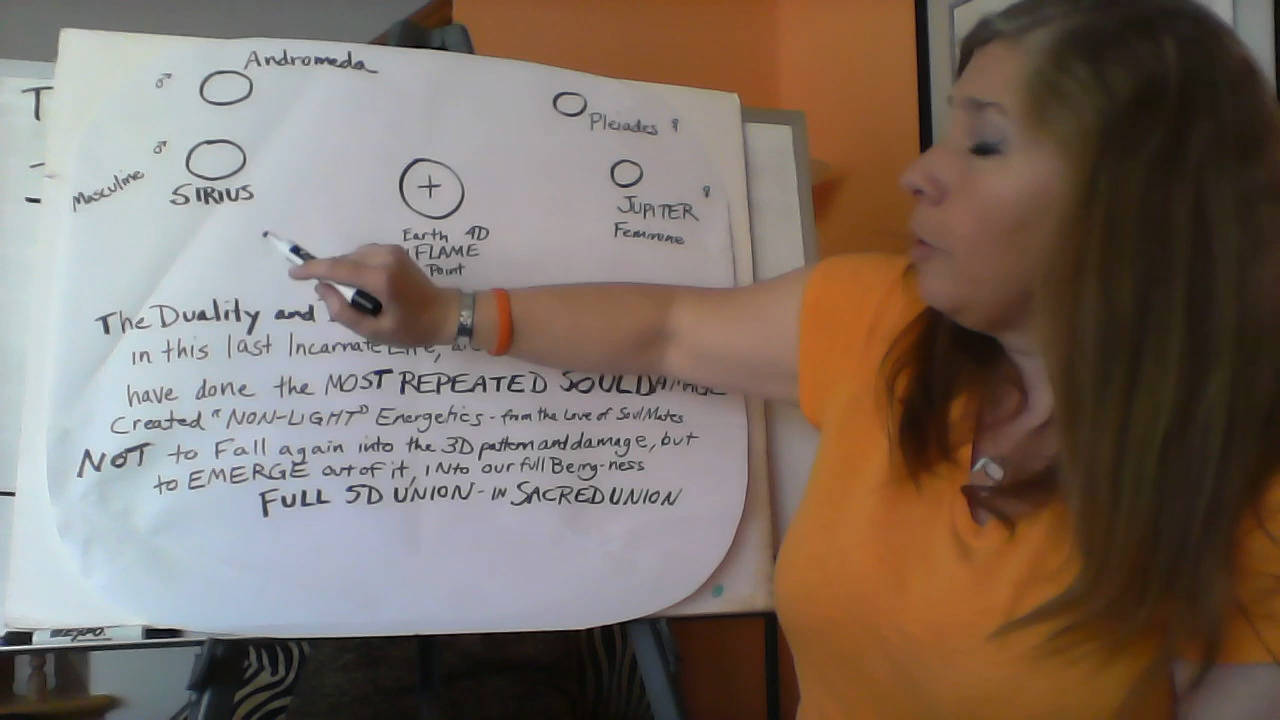 T
♂ Andromeda
Pleiades ♀
♂
Masculine
SIRIUS
JUPITER ♀
Feminine
Earth 4D
FLAME
Point
The Duality and
in this last Incarnate Life,
have done the MOST REPEATED SOUL DAMAGE
Created "NON-LIGHT" Energetics - from the Love of Soul Mates
NOT to Fall again into the 3D pattern and damage, but
to EMERGE out of it, INto our full Being-ness
FULL 5D UNION - IN SACRED UNION